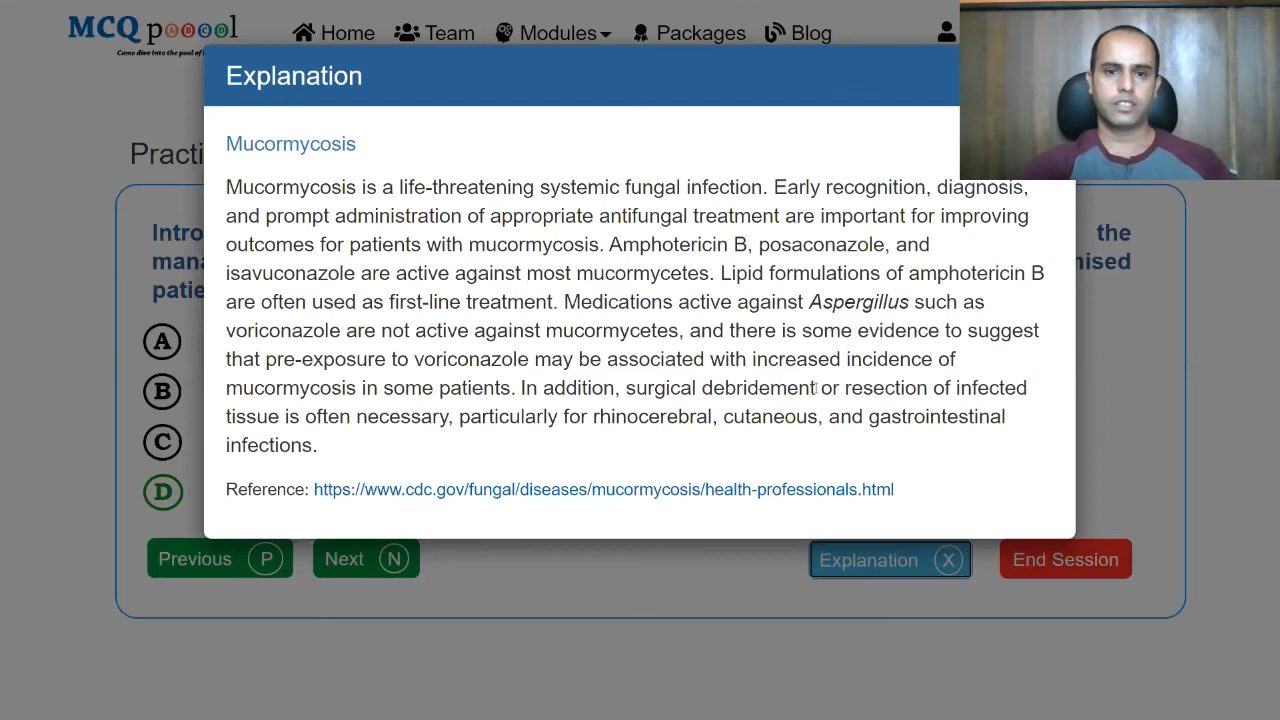 MCQ poool
A B C D
Home Team Modules Packages Blog
Explanation
Mucormycosis
Mucormycosis is a life-threatening systemic fungal infection. Early recognition, diagnosis,
and prompt administration of appropriate antifungal treatment are important for improving
outcomes for patients with mucormycosis. Amphotericin B, posaconazole, and
isavuconazole are active against most mucormycetes. Lipid formulations of amphotericin B
are often used as first-line treatment. Medications active against Aspergillus such as
voriconazole are not active against mucormycetes, and there is some evidence to suggest
that pre-exposure to voriconazole may be associated with increased incidence of
mucormycosis in some patients. In addition, surgical debridement or resection of infected
tissue is often necessary, particularly for rhinocerebral, cutaneous, and gastrointestinal
infections.
Reference: https://www.cdc.gov/fungal/diseases/mucormycosis/health-professionals.html
Practi
Intro the
mana ised
patie
A
B
C
D
Previous P Next N Explanation X End Session